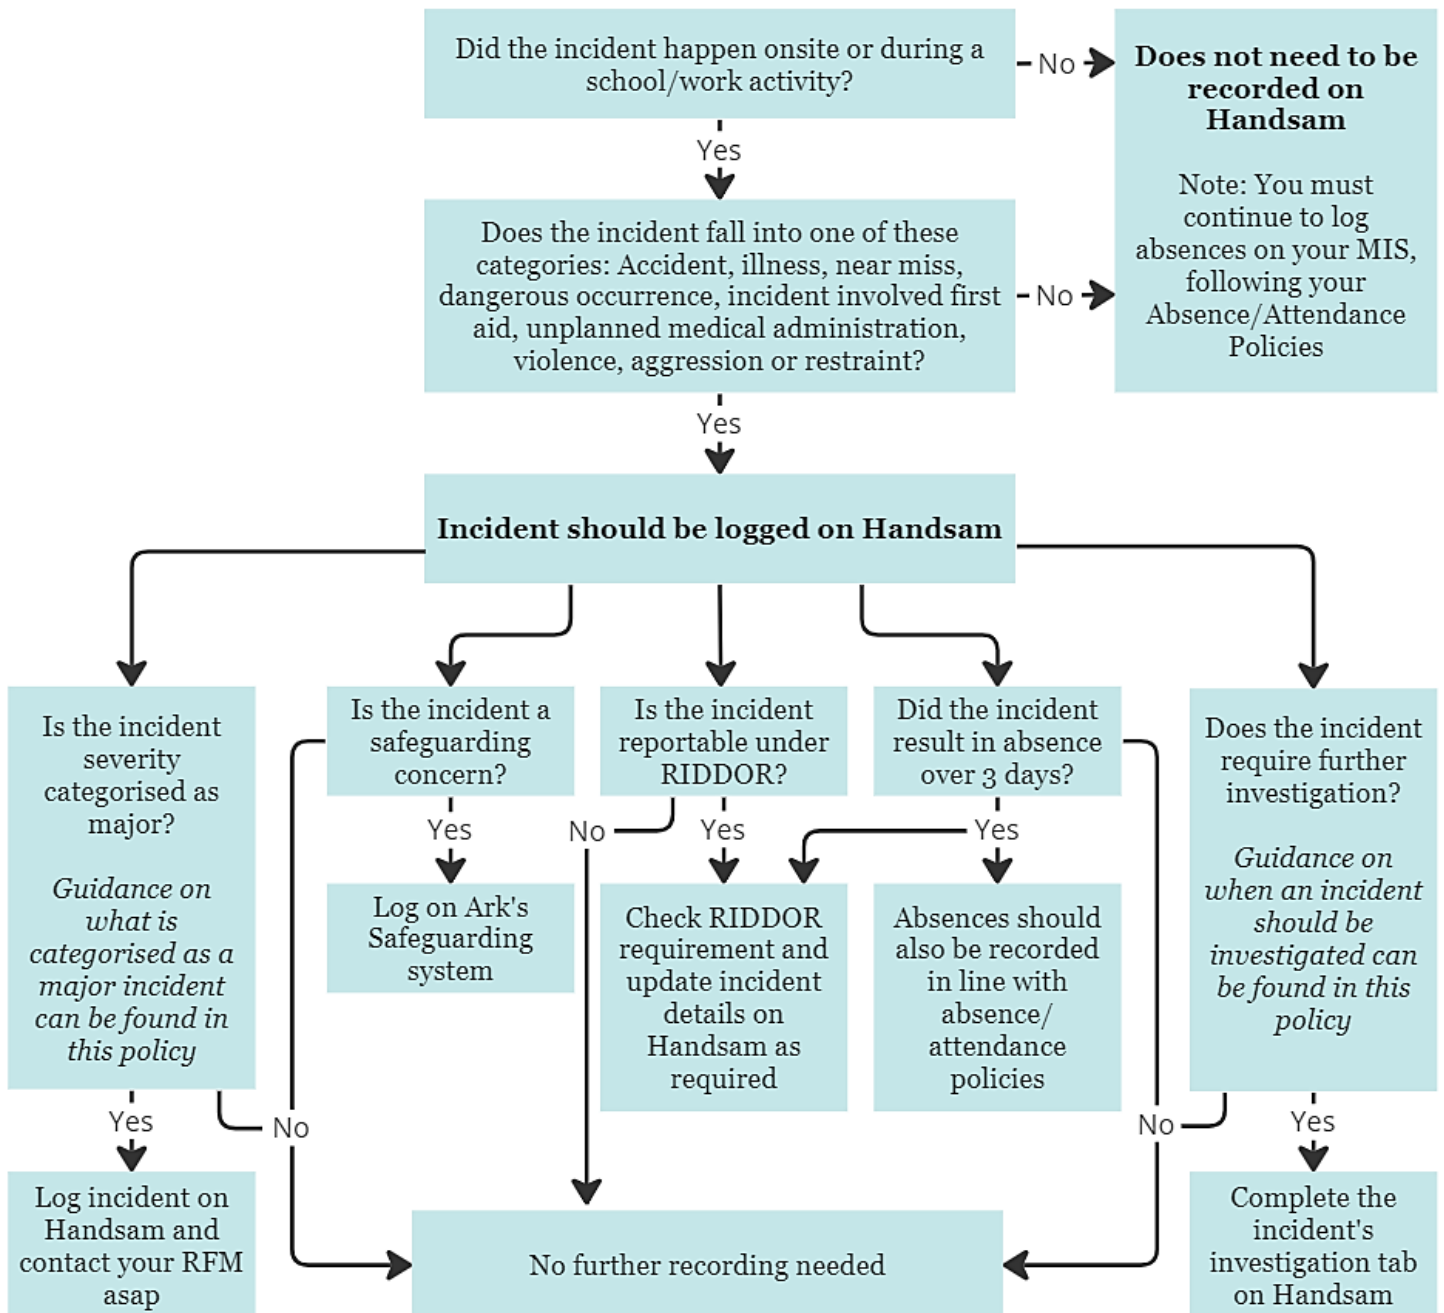 Did the incident happen onsite or during a
school/work activity?
No
Does not need to be
recorded on
Handsam
Note: You must
continue to log
absences on your MIS,
following your
Absence/Attendance
Policies
Yes
Does the incident fall into one of these
categories: Accident, illness, near miss,
dangerous occurrence, incident involved first
aid, unplanned medical administration,
violence, aggression or restraint?
No
Yes
Incident should be logged on Handsam
Is the incident
severity
categorised as
major?
Guidance on
what is
categorised as a
major incident
can be found in
this policy
Yes
No
Log incident on
Handsam and
contact your RFM
asap
Is the incident a
safeguarding
concern?
Yes
Log on Ark's
Safeguarding
system
Is the incident
reportable under
RIDDOR?
No
Yes
Check RIDDOR
requirement and
update incident
details on
Handsam as
required
Did the incident
result in absence
over 3 days?
Yes
Absences should
also be recorded
in line with
absence/
attendance
policies
Does the incident
require further
investigation?
Guidance on
when an incident
should be
investigated can
be found in this
policy
No
Yes
Complete the
incident's
investigation tab
on Handsam
No further recording needed